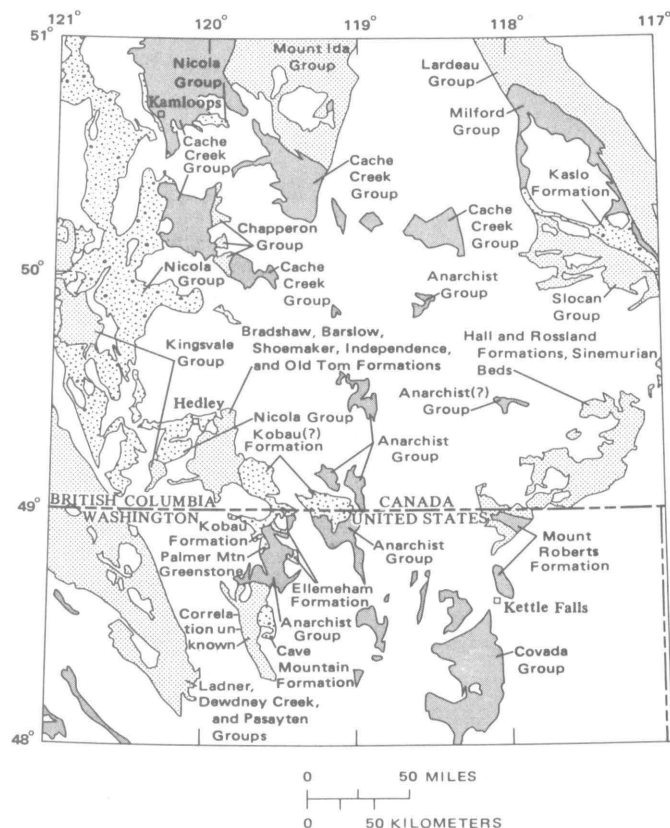 121°
120°
119°
118°
117°
51°
Nicola
Group
Kamloops
Mount Ida
Group
Lardeau
Group
Milford
Group
Cache
Creek
Group
Cache
Creek
Group
Kaslo
Formation
Chapperon
Group
Cache
Creek
Group
50°
Nicola
Group
Cache
Creek
Group
Anarchist
Group
Slocan
Group
Kingsvale
Group
Bradshaw, Barslow,
Shoemaker, Independence,
and Old Tom Formations
Hall and Rossland
Formations, Sinemurian
Beds
Hedley
Nicola Group
Kobau(?)
Formation
Anarchist(?)
Group
Anarchist
Group
49°
BRITISH COLUMBIA
WASHINGTON
CANADA
UNITED STATES
Kobau
Formation
Palmer Mtn
Greenstone
Ellemeham
Formation
Anarchist
Group
Mount
Roberts
Formation
Kettle Falls
Correla-
tion un-
known
Anarchist
Group
Cave
Mountain
Formation
Covada
Group
Ladner,
Dewdney Creek,
and Pasayten
Groups
48°
0 50 MILES
0 50 KILOMETERS